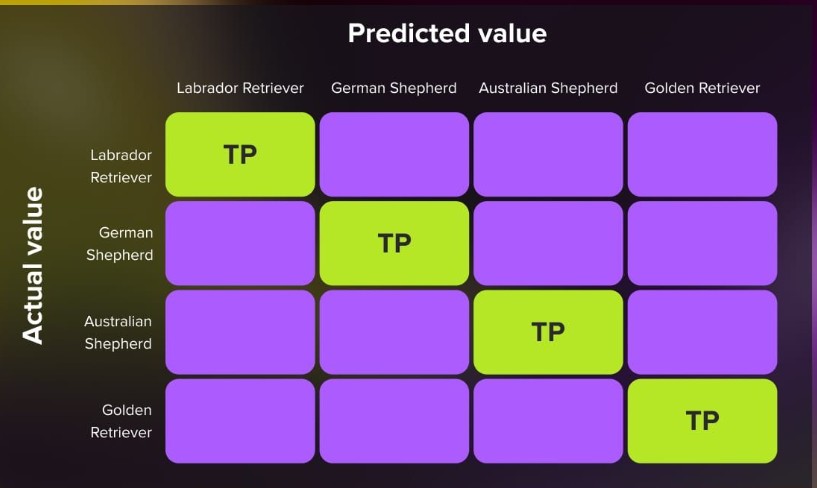 Predicted value
Labrador Retriever German Shepherd Australian Shepherd Golden Retriever
Actual value
Labrador
Retriever
TP
German
Shepherd
TP
Australian
Shepherd
TP
Golden
Retriever
TP